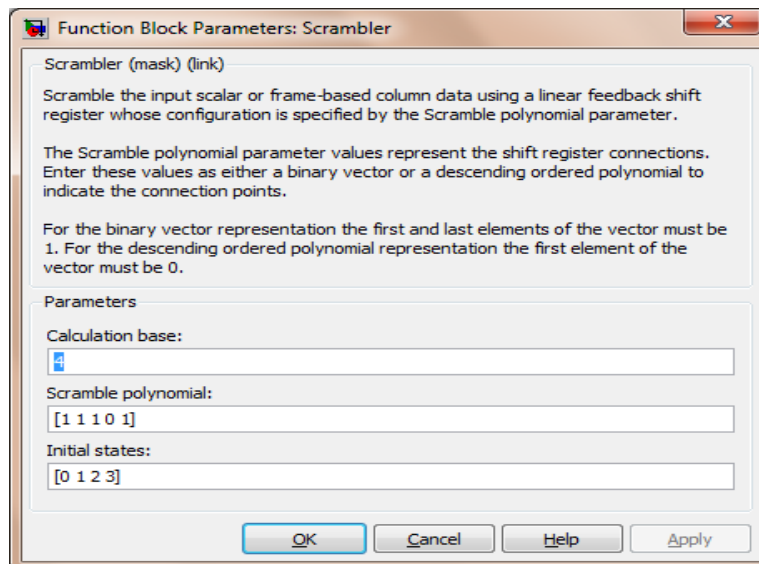 Function Block Parameters: Scrambler
Scrambler (mask) (link)
Scramble the input scalar or frame-based column data using a linear feedback shift
register whose configuration is specified by the Scramble polynomial parameter.
The Scramble polynomial parameter values represent the shift register connections.
Enter these values as either a binary vector or a descending ordered polynomial to
indicate the connection points.
For the binary vector representation the first and last elements of the vector must be
1. For the descending ordered polynomial representation the first element of the
vector must be 0.
Parameters
Calculation base:
4
Scramble polynomial:
[1 1 1 0 1]
Initial states:
[0 1 2 3]
OK Cancel Help Apply